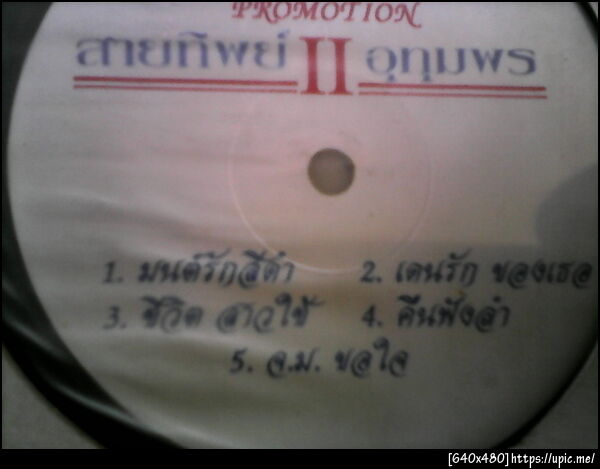 PROMOTION
สายทิพย์ II อุทุมพร
1. มนต์รักสีดำ 2. เดนรัก ของเธอ
3. ชีวิต สาวใช้ 4. คืนฟังลำ
5. จ.ม. ขอใจ
[640x480]https://upic.me/